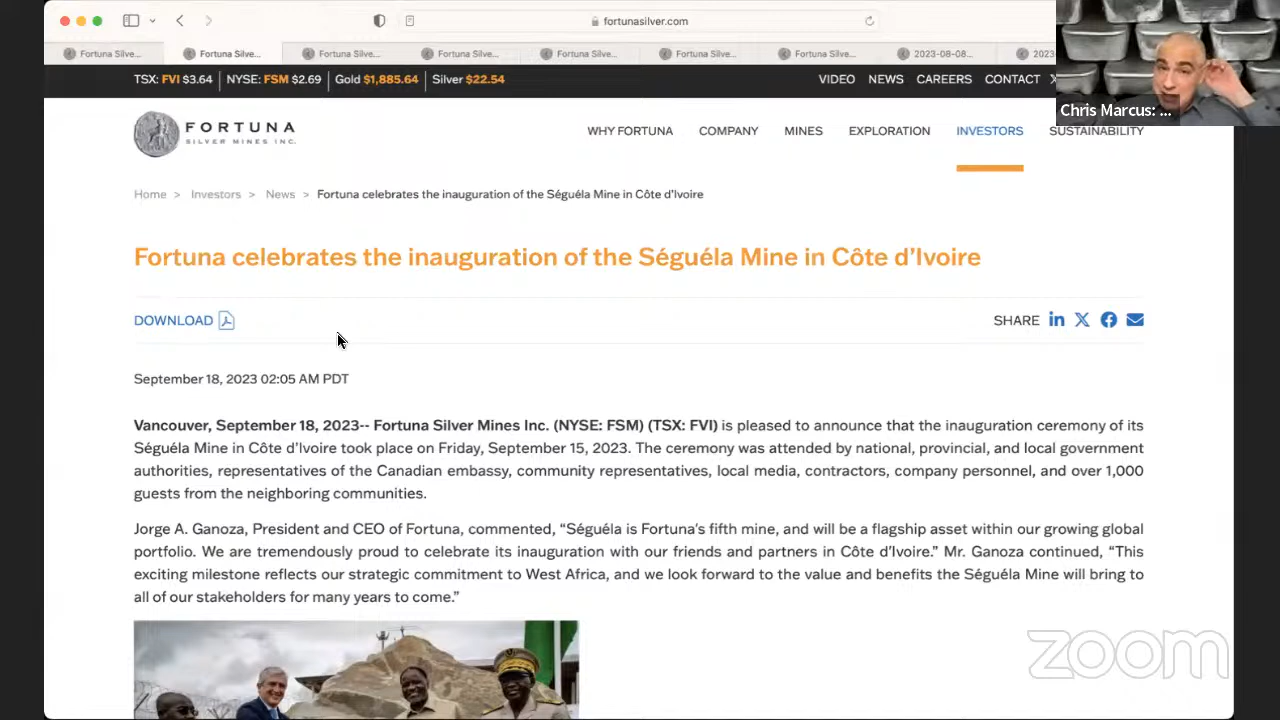 fortunasilver.com
Fortuna Silve... Fortuna Silve... Fortuna Silve... Fortuna Silve... Fortuna Silve... Fortuna Silve... Fortuna Silve... 2023-08-08... 2023
TSX: FVI $3.64 NYSE: FSM $2.69 Gold $1,885.64 Silver $22.54 VIDEO NEWS CAREERS CONTACT
Chris Marcus: ...
FORTUNA
SILVER MINES INC.
WHY FORTUNA COMPANY MINES EXPLORATION INVESTORS SUSTAINABILITY
Home > Investors > News > Fortuna celebrates the inauguration of the Séguéla Mine in Côte d'Ivoire
Fortuna celebrates the inauguration of the Séguéla Mine in Côte d’Ivoire
DOWNLOAD SHARE
September 18, 2023 02:05 AM PDT
Vancouver, September 18, 2023-- Fortuna Silver Mines Inc. (NYSE: FSM) (TSX: FVI) is pleased to announce that the inauguration ceremony of its
Séguéla Mine in Côte d’Ivoire took place on Friday, September 15, 2023. The ceremony was attended by national, provincial, and local government
authorities, representatives of the Canadian embassy, community representatives, local media, contractors, company personnel, and over 1,000
guests from the neighboring communities.
Jorge A. Ganoza, President and CEO of Fortuna, commented, “Séguéla is Fortuna’s fifth mine, and will be a flagship asset within our growing global
portfolio. We are tremendously proud to celebrate its inauguration with our friends and partners in Côte d’Ivoire.” Mr. Ganoza continued, “This
exciting milestone reflects our strategic commitment to West Africa, and we look forward to the value and benefits the Séguéla Mine will bring to
all of our stakeholders for many years to come.”
zoom